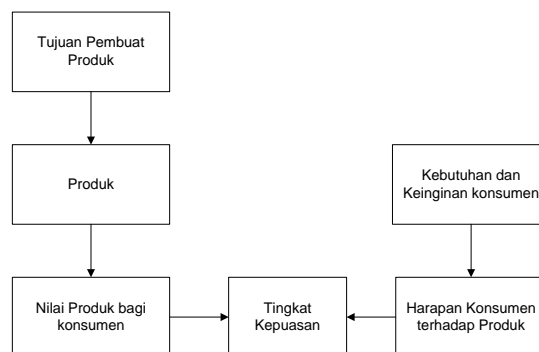 Tujuan Pembuat
Produk
Produk
Kebutuhan dan
Keinginan konsumen
Nilai Produk bagi
konsumen
Tingkat
Kepuasan
Harapan Konsumen
terhadap Produk